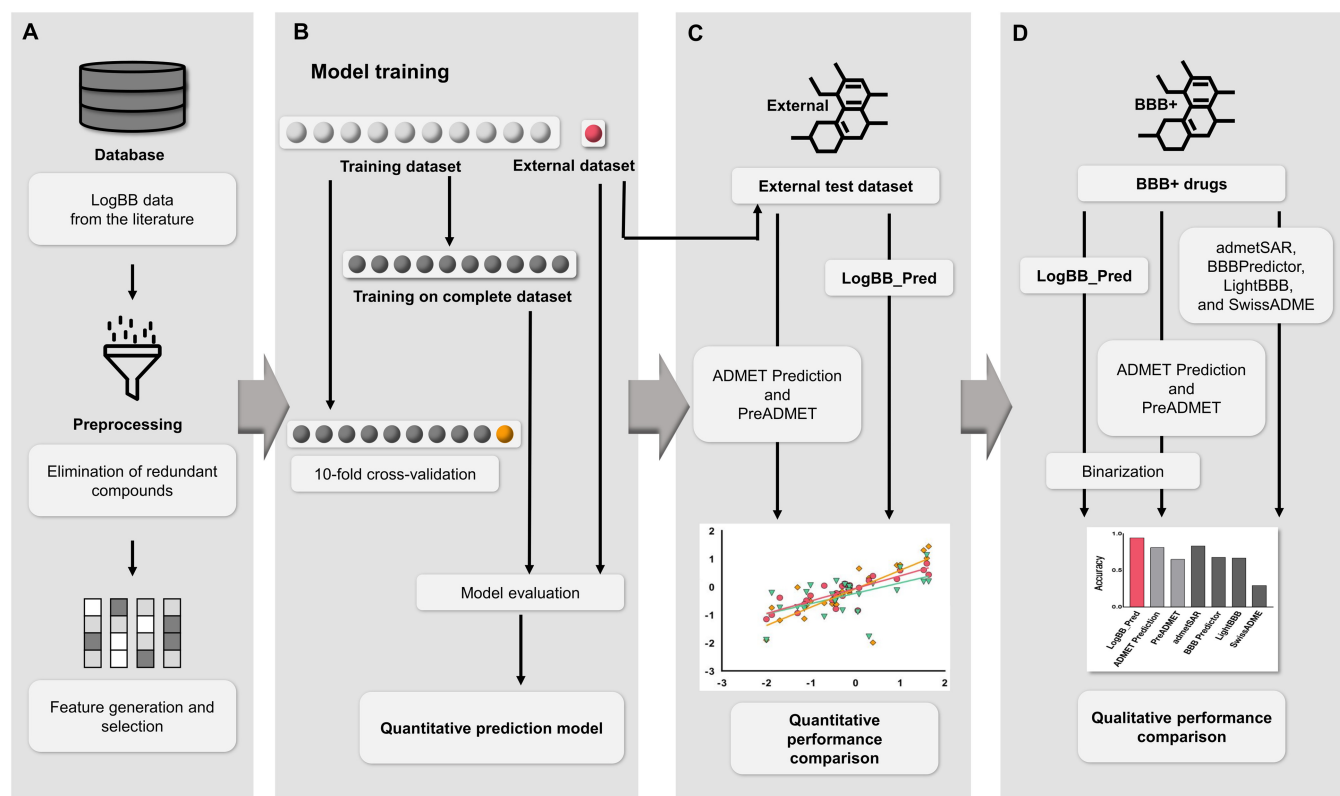 A
Database
LogBB data
from the literature
Preprocessing
Elimination of redundant
compounds
Feature generation and
selection
B
Model training
Training dataset
External dataset
Training on complete dataset
10-fold cross-validation
Model evaluation
Quantitative prediction model
C
External
External test dataset
LogBB_Pred
ADMET Prediction
and
PreADMET
2
1
0
-1
-2
-3
-3
-2
-1
0
1
2
Quantitative
performance
comparison
D
BBB+
BBB+ drugs
LogBB_Pred
admetSAR,
BBBPredictor,
LightBBB,
and SwissADME
ADMET Prediction
and
PreADMET
Binarization
Accuracy
1.0
0.5
0.0
LogBB_Pred
ADMET Prediction
PreADMET
admetSAR
BBB Predictor
LightBBB
SwissADME
Qualitative performance
comparison